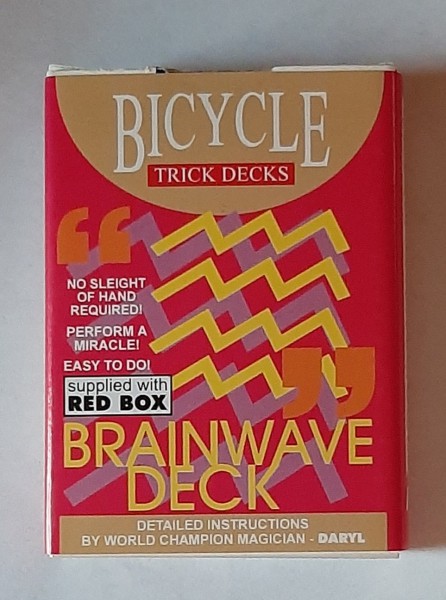 BICYCLE
TRICK DECKS
NO SLEIGHT
OF HAND
REQUIRED!
PERFORM A
MIRACLE!
EASY TO DO!
supplied with
RED BOX
BRAINWAVE
DECK
DETAILED INSTRUCTIONS
BY WORLD CHAMPION MAGICIAN - DARYL